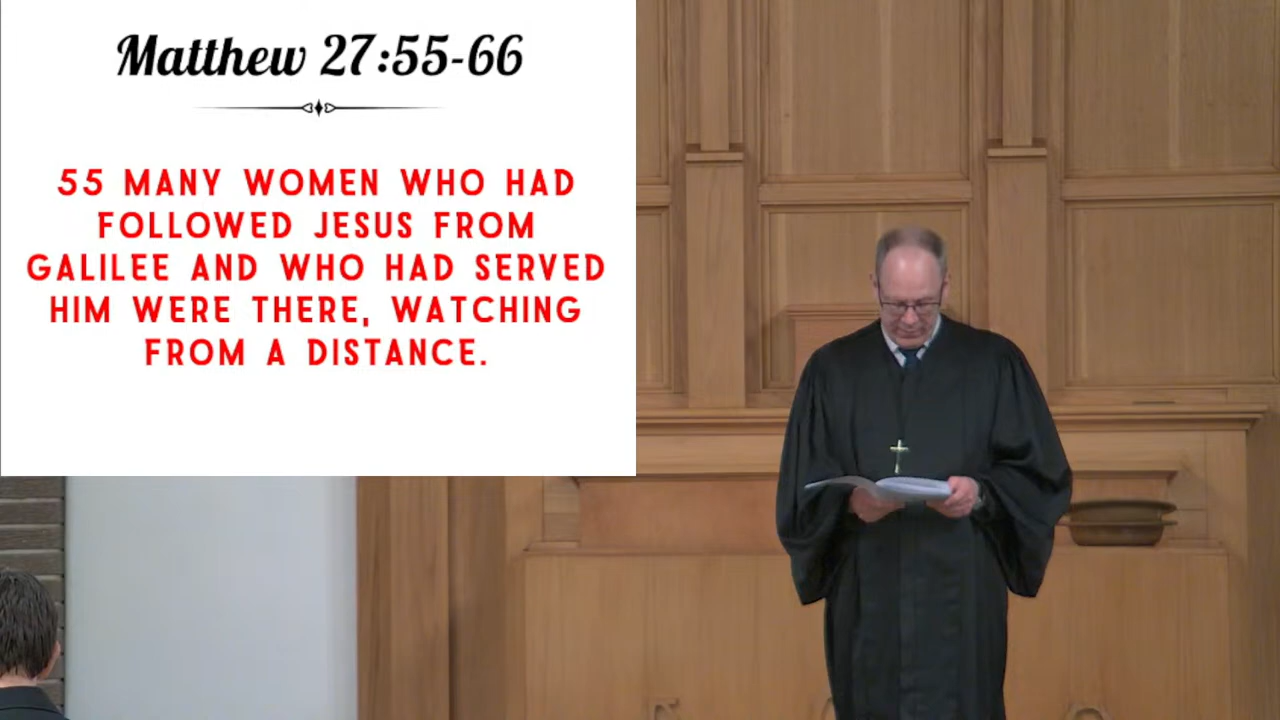 Matthew 27:55-66
55 MANY WOMEN WHO HAD
FOLLOWED JESUS FROM
GALILEE AND WHO HAD SERVED
HIM WERE THERE, WATCHING
FROM A DISTANCE.